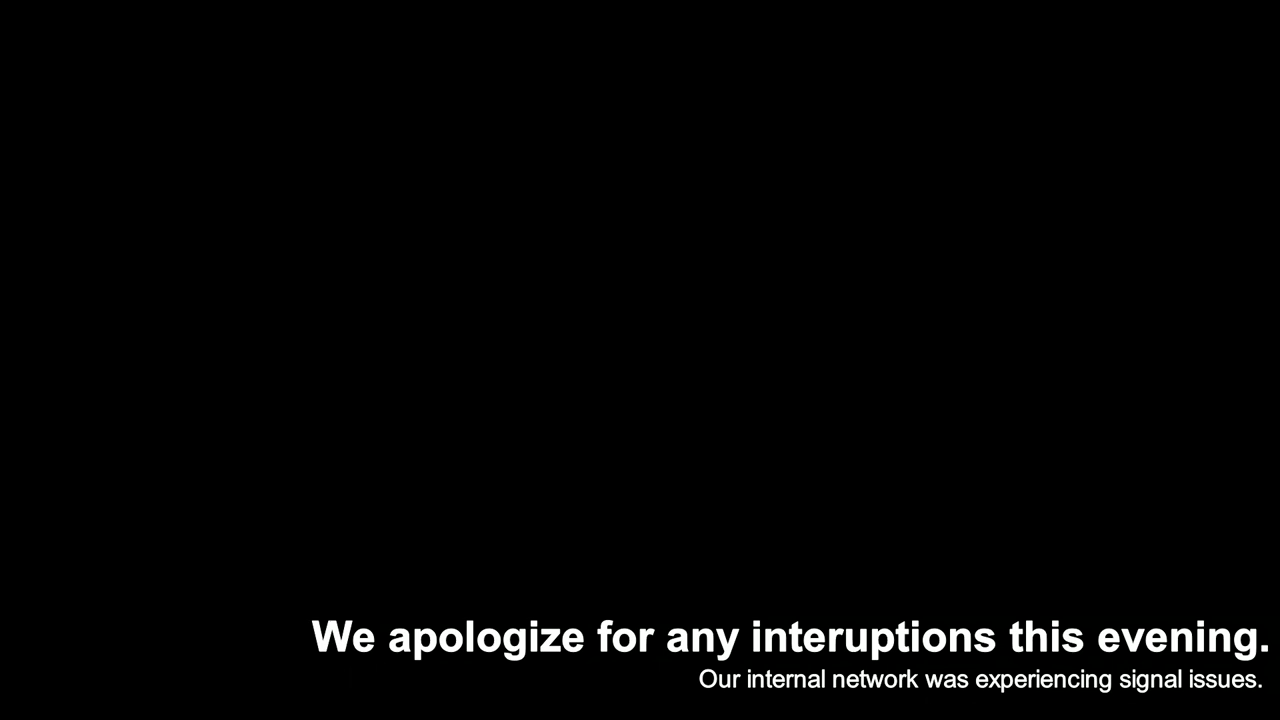 We apologize for any interuptions this evening.
Our internal network was experiencing signal issues.